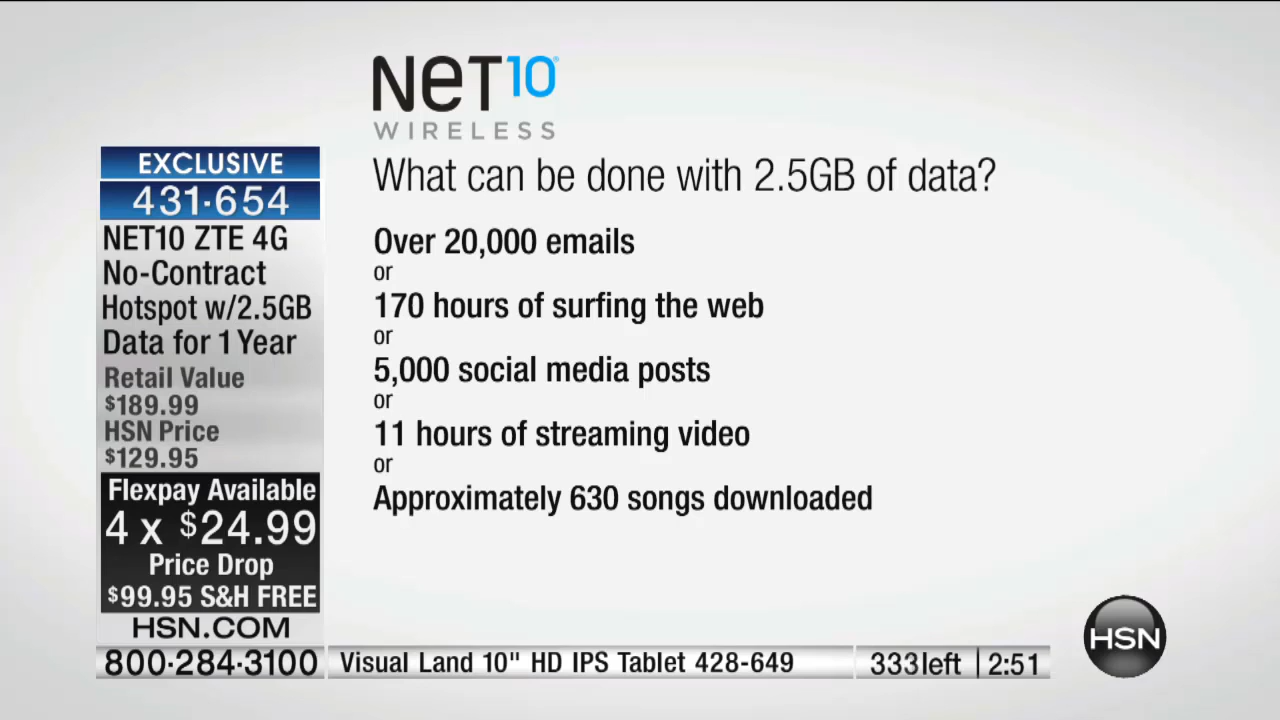 NET10
WIRELESS
What can be done with 2.5GB of data?
Over 20,000 emails
or
170 hours of surfing the web
or
5,000 social media posts
or
11 hours of streaming video
or
Approximately 630 songs downloaded
EXCLUSIVE
431·654
NET10 ZTE 4G
No-Contract
Hotspot w/2.5GB
Data for 1 Year
Retail Value
$189.99
HSN Price
$129.95
Flexpay Available
4 x $24.99
Price Drop
$99.95 S&H FREE
HSN.COM
800·284·3100
Visual Land 10" HD IPS Tablet 428-649
333 left | 2:51
HSN